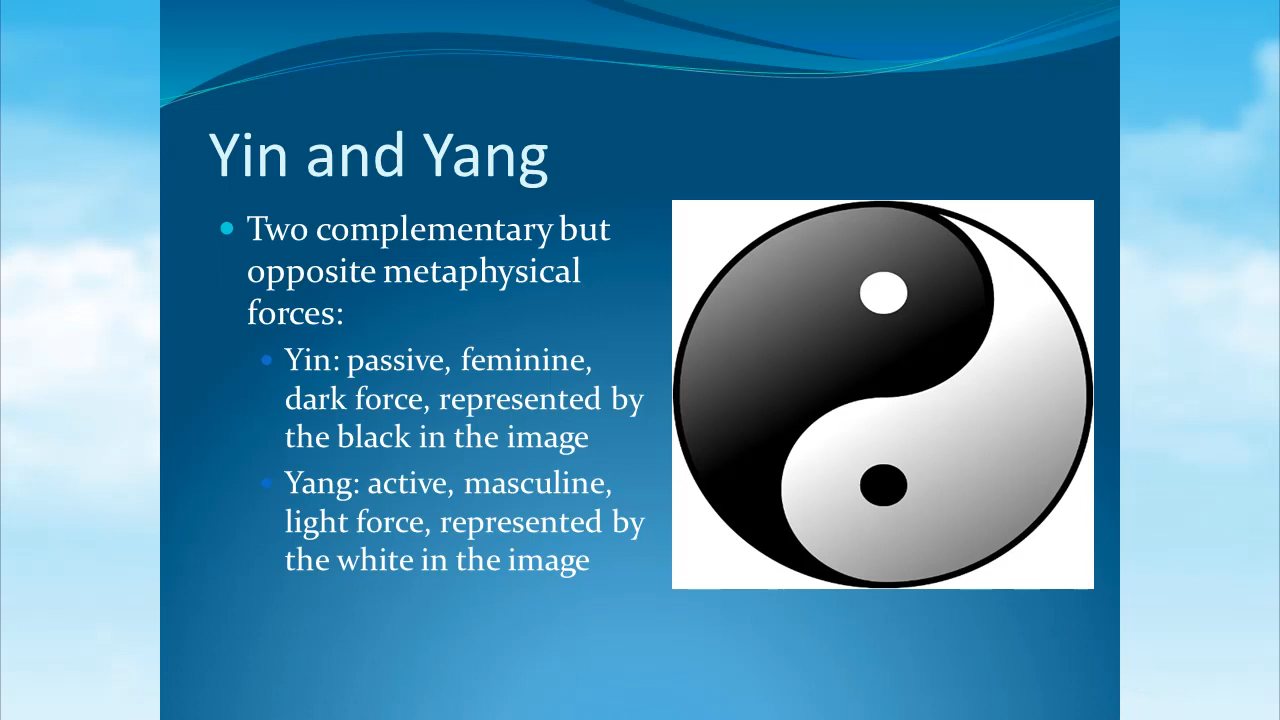 Yin and Yang
Two complementary but
opposite metaphysical
forces:
Yin: passive, feminine,
dark force, represented by
the black in the image
Yang: active, masculine,
light force, represented by
the white in the image